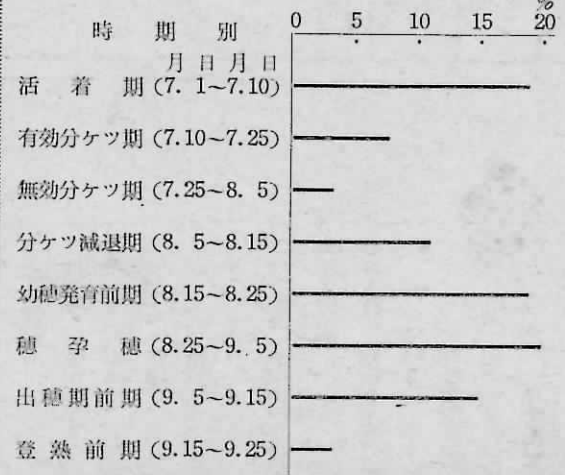 %
0 5 10 15 20
時期別
月日月日
活着期(7. 1~7.10)
有効分ケツ期(7.10~7.25)
無効分ケツ期(7.25~8. 5)
分ケツ減退期(8. 5~8.15)
幼穂発育前期(8.15~8.25)
穂孕穂(8.25~9. 5)
出穂期前期(9. 5~9.15)
登熟前期(9.15~9.25)